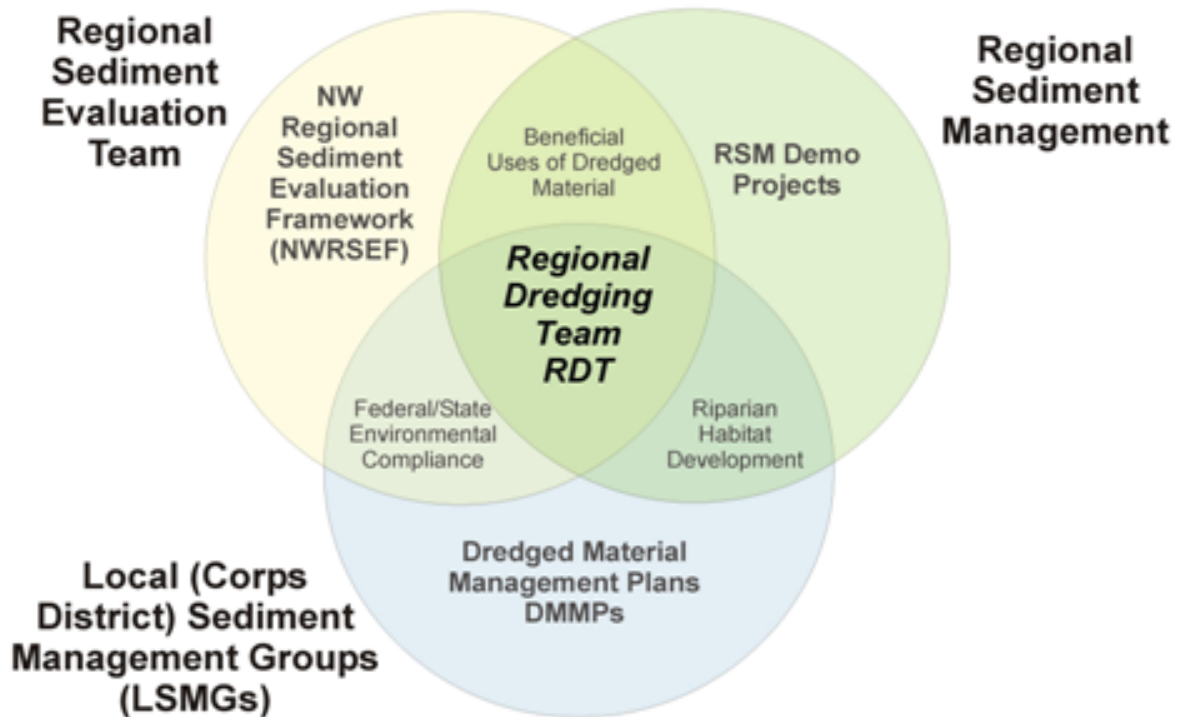 Regional
Sediment
Evaluation
Team
NW
Regional
Sediment
Evaluation
Framework
(NWRSEF)
Beneficial
Uses of Dredged
Material
RSM Demo
Projects
Regional
Sediment
Management
Regional
Dredging
Team
RDT
Federal/State
Environmental
Compliance
Riparian
Habitat
Development
Dredged Material
Management Plans
DMMPs
Local (Corps
District) Sediment
Management Groups
(LSMGs)